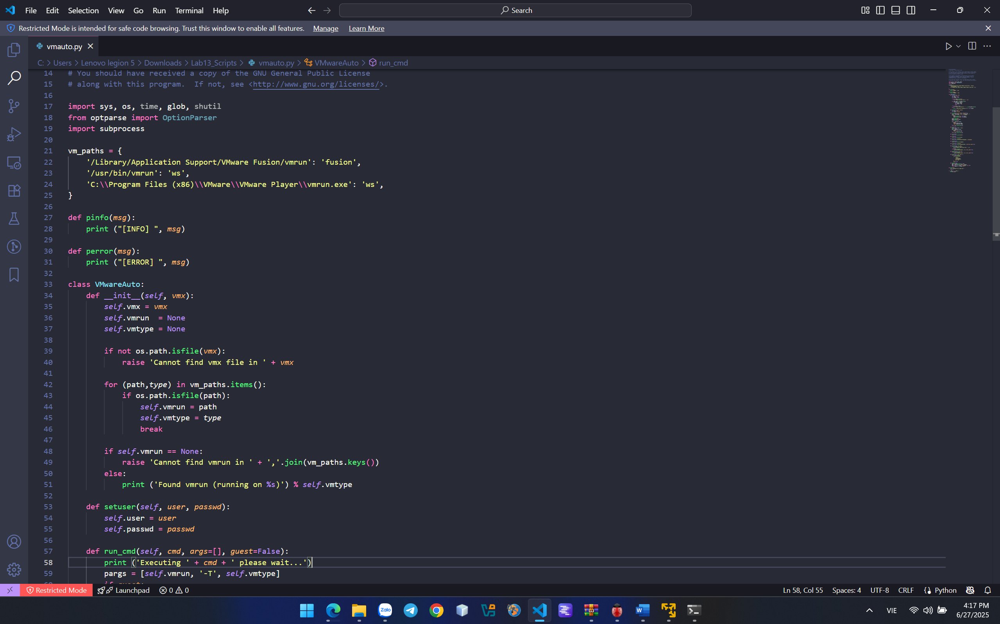 File Edit Selection View Go Run Terminal Help Search
Restricted Mode is intended for safe code browsing. Trust this window to enable all features. Manage Learn More
vmauto.py
C: > Users > Lenovo legion 5 > Downloads > Lab13_Scripts > vmauto.py > VMwareAuto > run_cmd
14 # You should have received a copy of the GNU General Public License
15 # along with this program.  If not, see <http://www.gnu.org/licenses/>.
16
17 import sys, os, time, glob, shutil
18 from optparse import OptionParser
19 import subprocess
20
21 vm_paths = {
22     '/Library/Application Support/VMware Fusion/vmrun': 'fusion',
23     '/usr/bin/vmrun': 'ws',
24     'C:\\Program Files (x86)\\VMware\\VMware Player\\vmrun.exe': 'ws',
25 }
26
27 def pinfo(msg):
28     print ("[INFO] ", msg)
29
30 def perror(msg):
31     print ("[ERROR] ", msg)
32
33 class VMwareAuto:
34     def __init__(self, vmx):
35         self.vmx = vmx
36         self.vmrun  = None
37         self.vmtype = None
38
39         if not os.path.isfile(vmx):
40             raise 'Cannot find vmx file in ' + vmx
41
42         for (path,type) in vm_paths.items():
43             if os.path.isfile(path):
44                 self.vmrun = path
45                 self.vmtype = type
46                 break
47
48         if self.vmrun == None:
49             raise 'Cannot find vmrun in ' + ','.join(vm_paths.keys())
50         else:
51             print ('Found vmrun (running on %s)') % self.vmtype
52
53     def setuser(self, user, passwd):
54         self.user = user
55         self.passwd = passwd
56
57     def run_cmd(self, cmd, args=[], guest=False):
58         print ('Executing ' + cmd + ' please wait...')
59         pargs = [self.vmrun, '-T', self.vmtype]
Restricted Mode Launchpad 0 0 Ln 58, Col 55 Spaces: 4 UTF-8 CRLF Python
Zalo
VIE
4:17 PM
6/27/2025